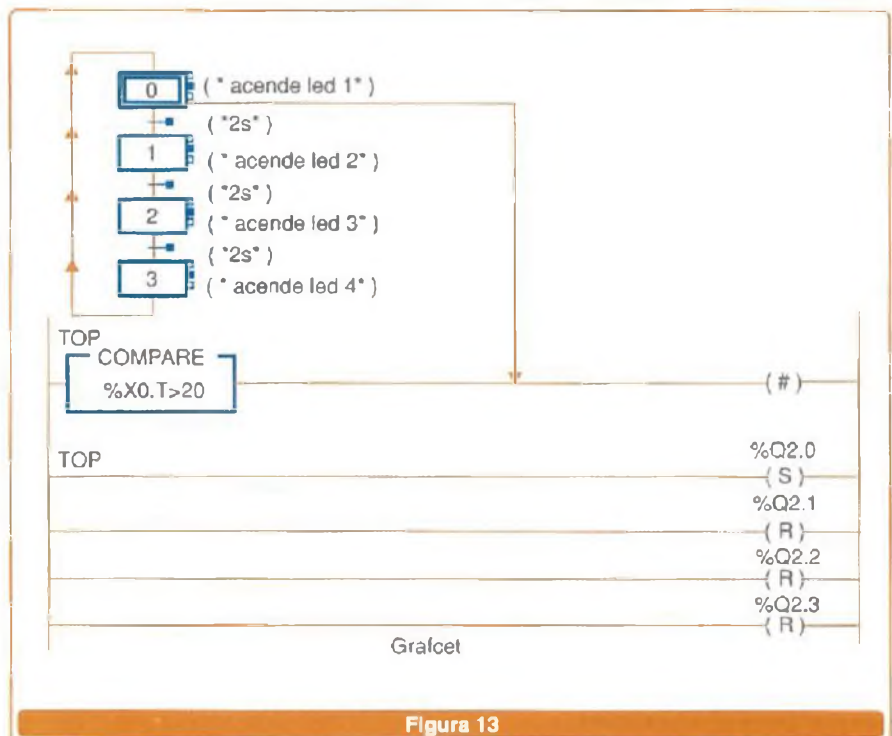 0 ( * acende led 1* )
( *2s* )
1 ( * acende led 2* )
( *2s* )
2 ( * acende led 3* )
( *2s* )
3 ( * acende led 4* )
TOP
COMPARE
%X0.T>20 ( # )
TOP
%Q2.0
( S )
%Q2.1
( R )
%Q2.2
( R )
%Q2.3
( R )
Grafcet
Figura 13